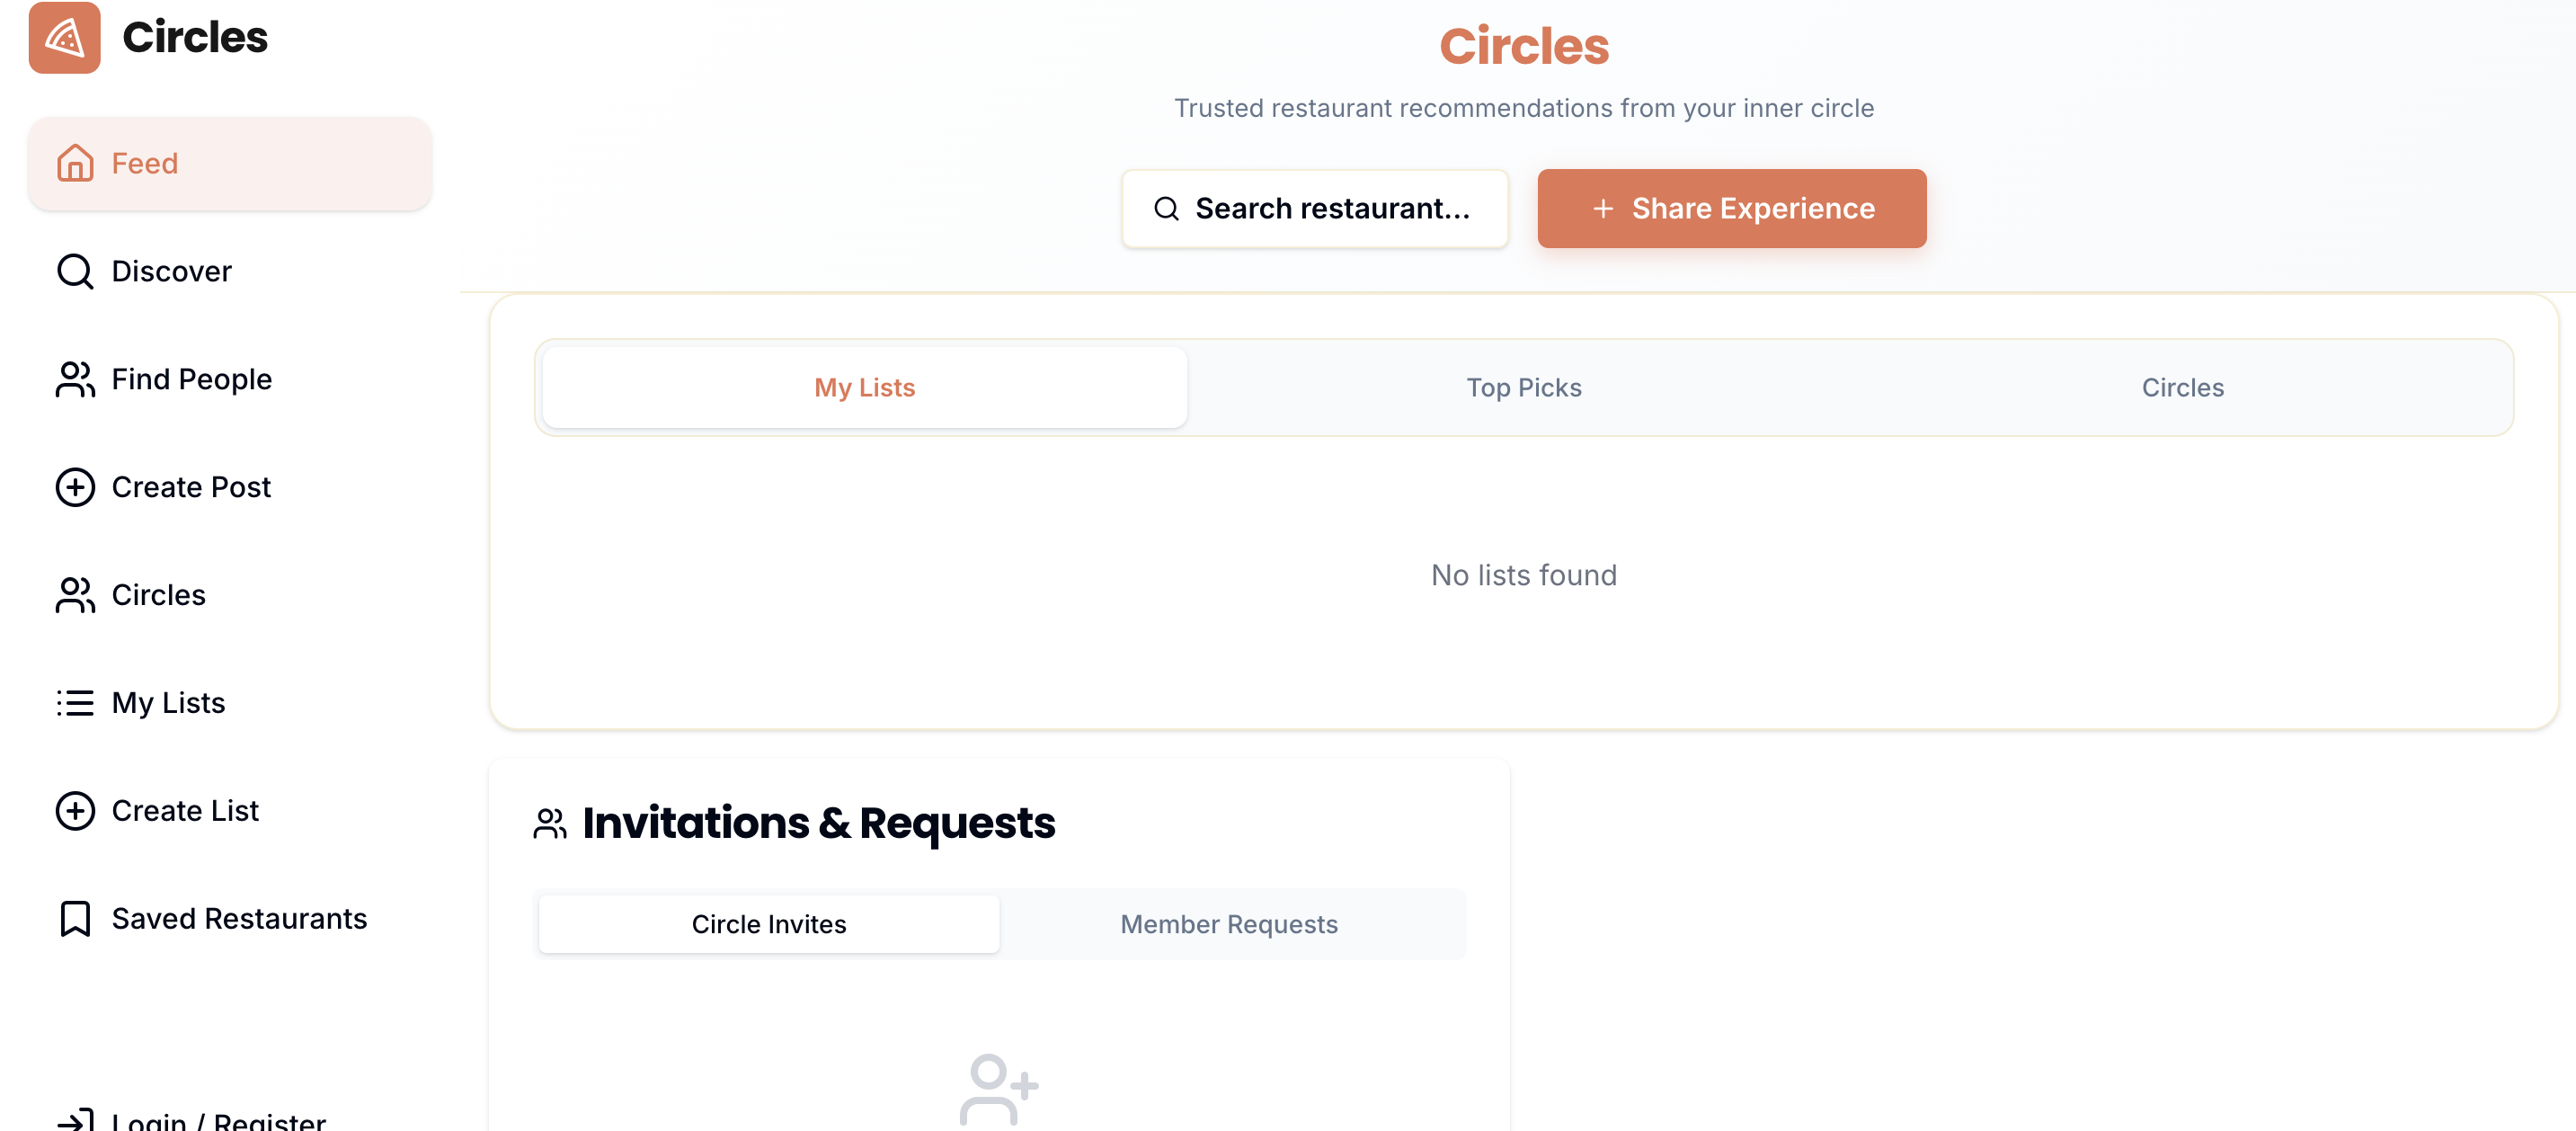 Circles
Feed
Discover
Find People
Create Post
Circles
My Lists
Create List
Saved Restaurants
Login / Register
Circles
Trusted restaurant recommendations from your inner circle
Search restaurant...
Share Experience
My Lists
Top Picks
Circles
No lists found
Invitations & Requests
Circle Invites
Member Requests